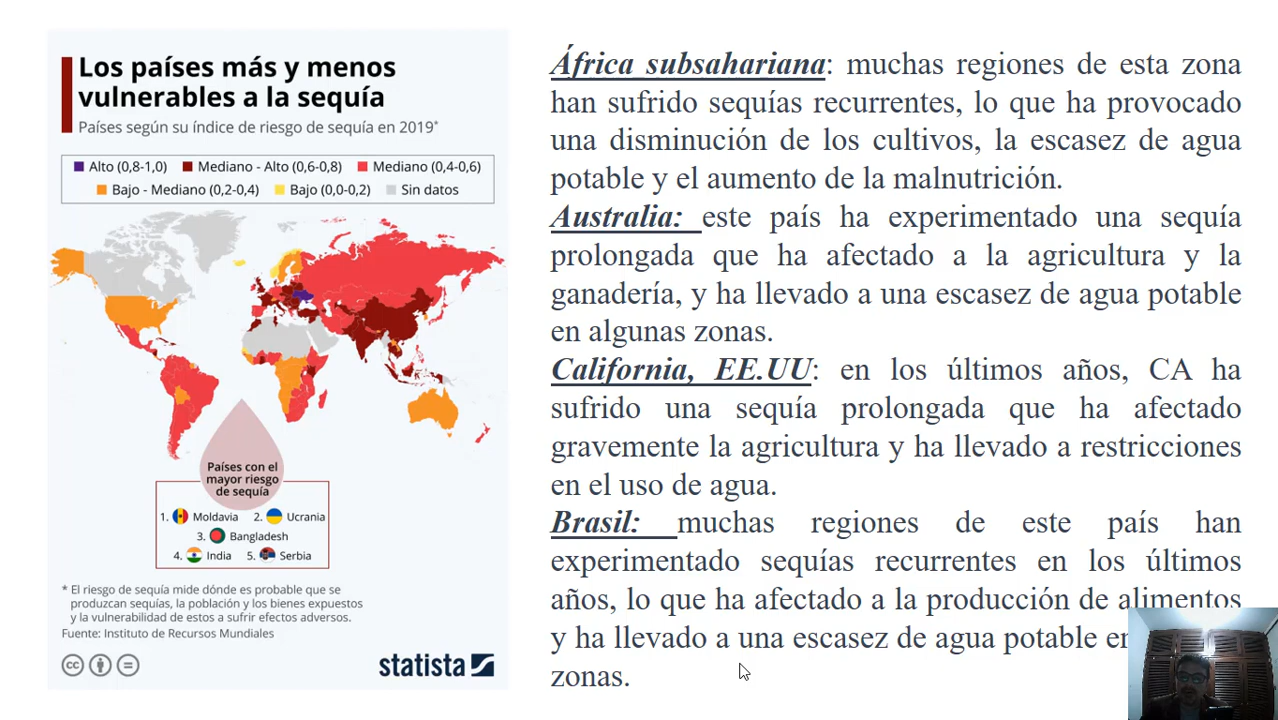 Los países más y menos
vulnerables a la sequía
Países según su índice de riesgo de sequía en 2019*
Alto (0,8-1,0) Mediano - Alto (0,6-0,8) Mediano (0,4-0,6)
Bajo - Mediano (0,2-0,4) Bajo (0,0-0,2) Sin datos
Países con el
mayor riesgo
de sequía
1. Moldavia 2. Ucrania
3. Bangladesh
4. India 5. Serbia
* El riesgo de sequía mide dónde es probable que se
produzcan sequías, la población y los bienes expuestos
y la vulnerabilidad de estos a sufrir efectos adversos.
Fuente: Instituto de Recursos Mundiales
cc
statista
África subsahariana: muchas regiones de esta zona
han sufrido sequías recurrentes, lo que ha provocado
una disminución de los cultivos, la escasez de agua
potable y el aumento de la malnutrición.
Australia: este país ha experimentado una sequía
prolongada que ha afectado a la agricultura y la
ganadería, y ha llevado a una escasez de agua potable
en algunas zonas.
California, EE.UU: en los últimos años, CA ha
sufrido una sequía prolongada que ha afectado
gravemente la agricultura y ha llevado a restricciones
en el uso de agua.
Brasil: muchas regiones de este país han
experimentado sequías recurrentes en los últimos
años, lo que ha afectado a la producción de alimentos
y ha llevado a una escasez de agua potable en
zonas.